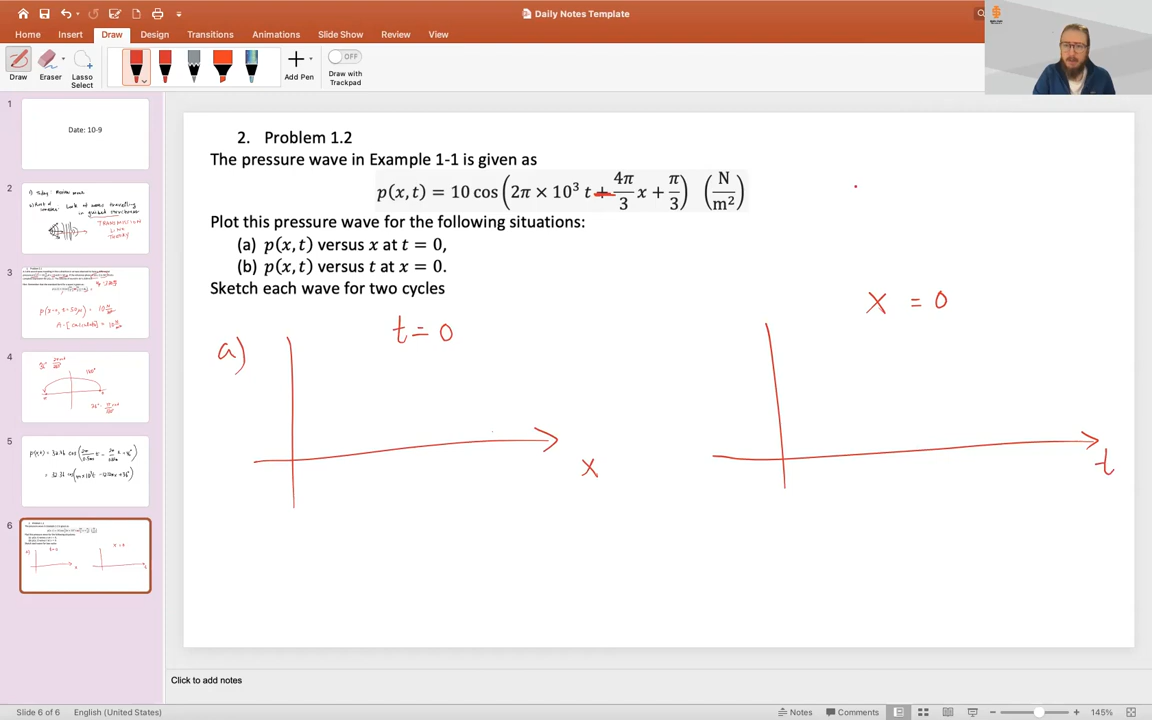 Daily Notes Template
Home Insert Draw Design Transitions Animations Slide Show Review View
OFF
Draw Eraser Lasso Select Add Pen Draw with Trackpad
1
Date: 10-9
2
3
4
5
6
2. Problem 1.2
The pressure wave in Example 1-1 is given as
p(x, t) = 10 cos (2π × 10³ t − 4π/3 x + π/3) (N/m²)
Plot this pressure wave for the following situations:
(a) p(x, t) versus x at t = 0,
(b) p(x, t) versus t at x = 0.
Sketch each wave for two cycles
a)
t = 0
x
x = 0
t
Click to add notes
Slide 6 of 6 English (United States) Notes Comments 145%